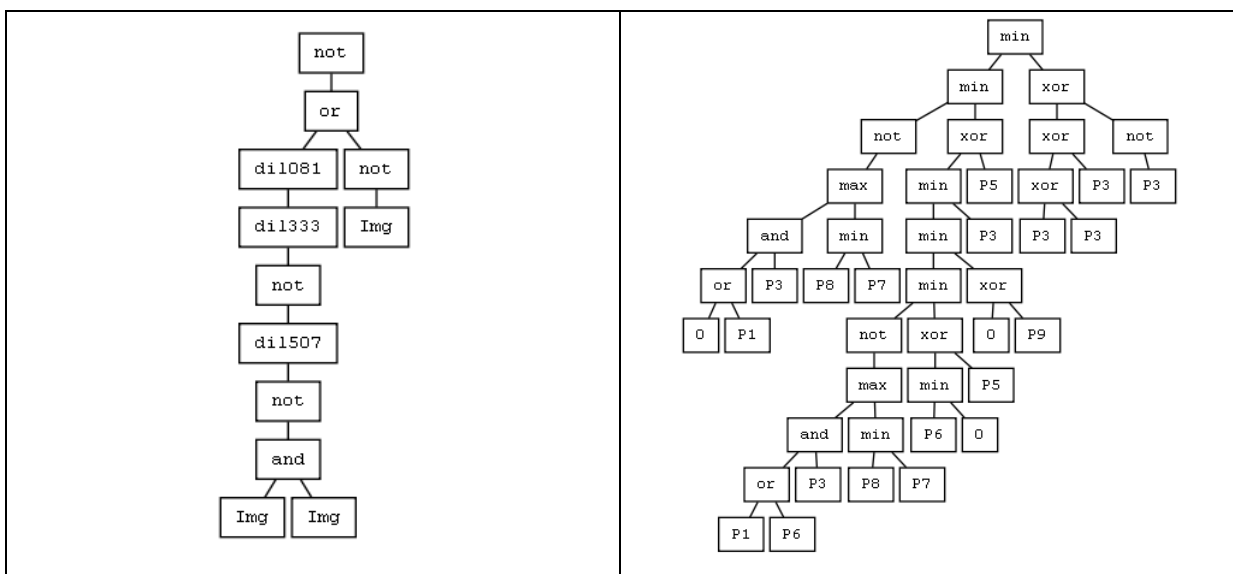 not
or
dil081 not
dil333 Img
not
dil507
not
and
Img Img
min
min xor
not xor xor not
max min P5 xor P3 P3
and min min P3 P3 P3
or P3 P8 P7 min xor
0 P1 not xor 0 P9
max min P5
and min P6 0
or P3 P8 P7
P1 P6